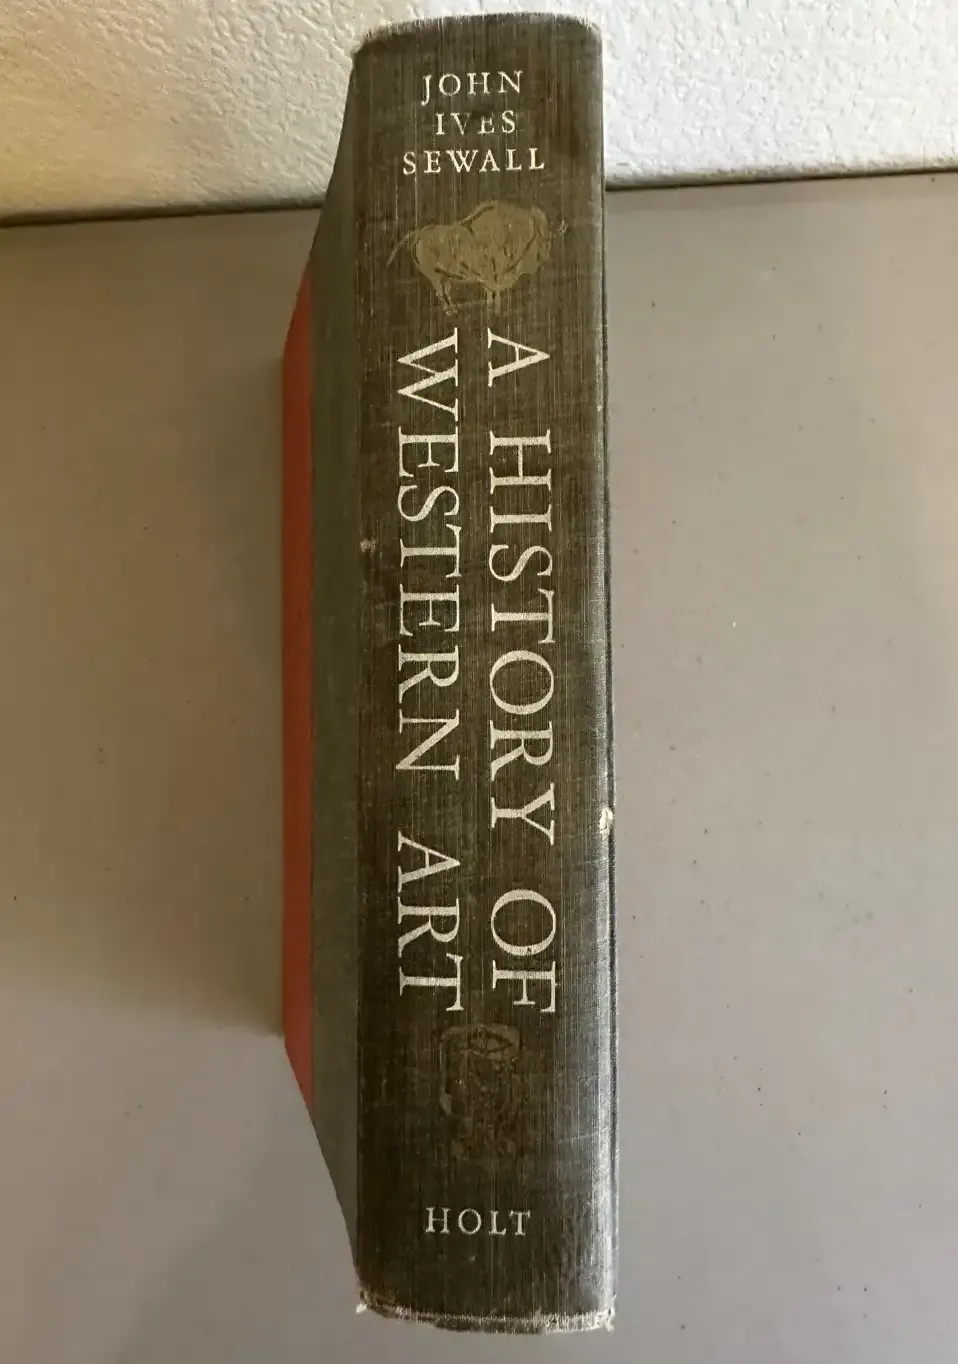 JOHN
IVES
SEWALL
A HISTORY OF
WESTERN ART
HOLT